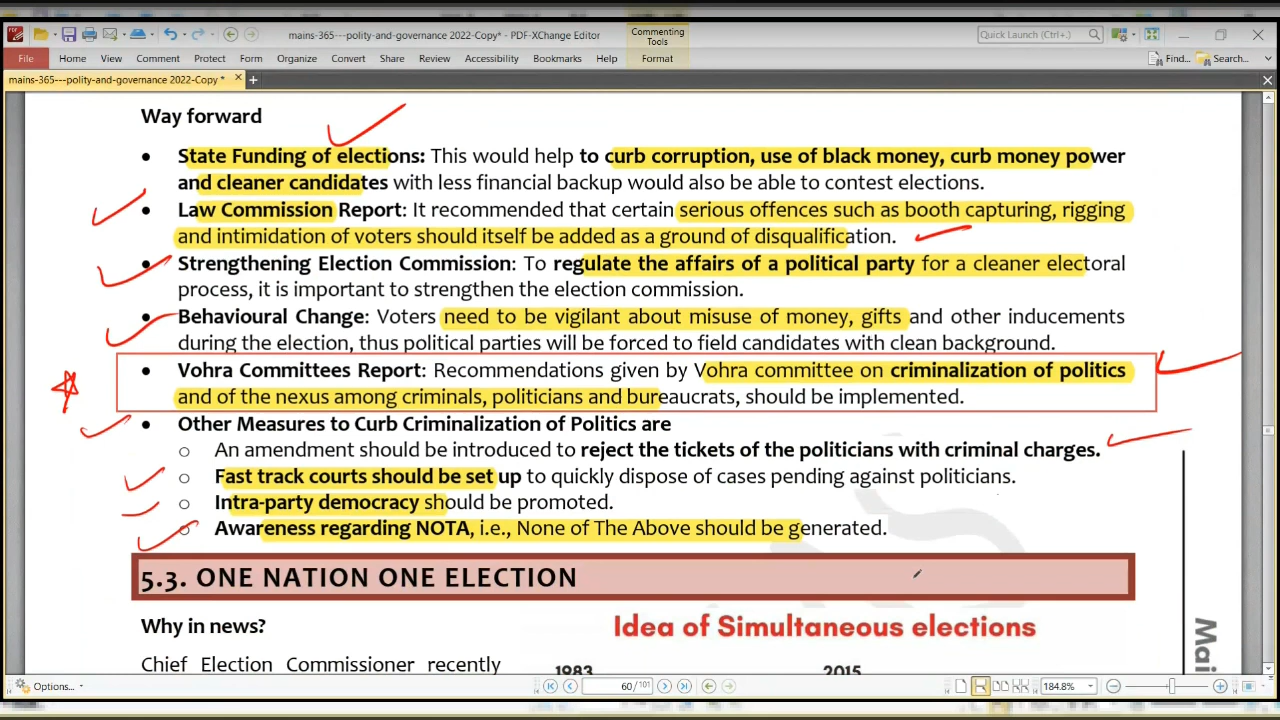 mains-365---polity-and-governance 2022-Copy* - PDF-XChange Editor
Commenting Tools
Quick Launch (Ctrl+.)
File Home View Comment Protect Form Organize Convert Share Review Accessibility Bookmarks Help Format
Find... Search...
mains-365---polity-and-governance 2022-Copy *
Way forward
• State Funding of elections: This would help to curb corruption, use of black money, curb money power
and cleaner candidates with less financial backup would also be able to contest elections.
• Law Commission Report: It recommended that certain serious offences such as booth capturing, rigging
and intimidation of voters should itself be added as a ground of disqualification.
• Strengthening Election Commission: To regulate the affairs of a political party for a cleaner electoral
process, it is important to strengthen the election commission.
• Behavioural Change: Voters need to be vigilant about misuse of money, gifts and other inducements
during the election, thus political parties will be forced to field candidates with clean background.
• Vohra Committees Report: Recommendations given by Vohra committee on criminalization of politics
and of the nexus among criminals, politicians and bureaucrats, should be implemented.
• Other Measures to Curb Criminalization of Politics are
o An amendment should be introduced to reject the tickets of the politicians with criminal charges.
o Fast track courts should be set up to quickly dispose of cases pending against politicians.
o Intra-party democracy should be promoted.
o Awareness regarding NOTA, i.e., None of The Above should be generated.
5.3. ONE NATION ONE ELECTION
Why in news?
Idea of Simultaneous elections
Chief Election Commissioner recently
1983 2015
Mai
Options...
60 / 101
184.8%